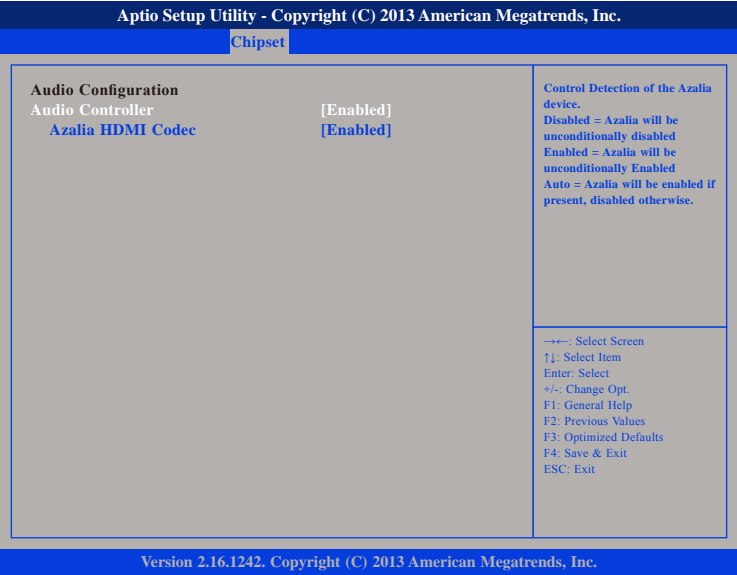 Aptio Setup Utility - Copyright (C) 2013 American Megatrends, Inc.
Chipset
Audio Configuration
Audio Controller [Enabled]
Azalia HDMI Codec [Enabled]
Control Detection of the Azalia
device.
Disabled = Azalia will be
unconditionally disabled
Enabled = Azalia will be
unconditionally Enabled
Auto = Azalia will be enabled if
present, disabled otherwise.
→←: Select Screen
↑↓: Select Item
Enter: Select
+/-: Change Opt.
F1: General Help
F2: Previous Values
F3: Optimized Defaults
F4: Save & Exit
ESC: Exit
Version 2.16.1242. Copyright (C) 2013 American Megatrends, Inc.